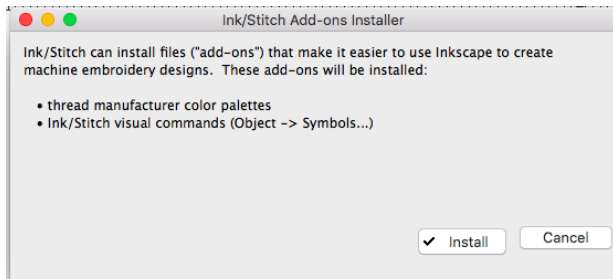 Ink/Stitch Add-ons Installer
Ink/Stitch can install files ("add-ons") that make it easier to use Inkscape to create
machine embroidery designs.  These add-ons will be installed:
• thread manufacturer color palettes
• Ink/Stitch visual commands (Object -> Symbols...)
✔ Install
Cancel